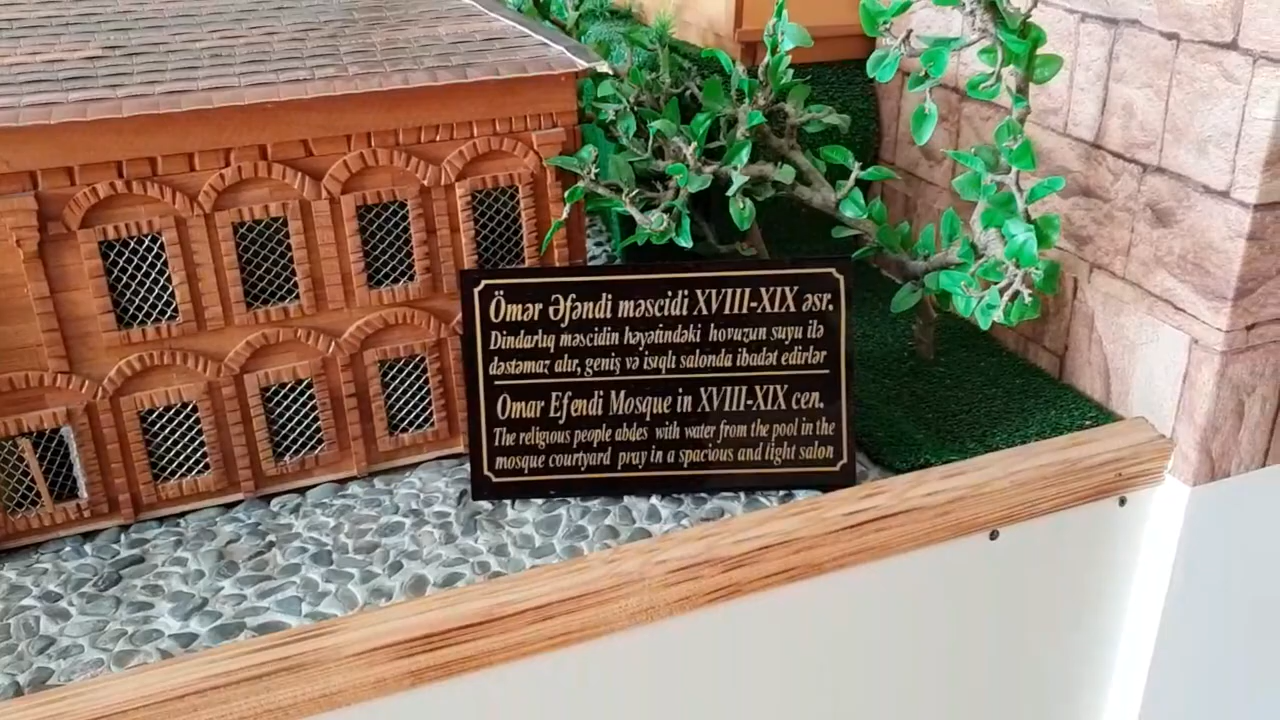 Ömər Əfəndi məscidi XVIII-XIX əsr.
Dindarlıq məscidin həyətindəki hovuzun suyu ilə
dəstəmaz alır, geniş və işıqlı salonda ibadət edirlər
Omar Efendi Mosque in XVIII-XIX cen.
The religious people abdes with water from the pool in the
mosque courtyard pray in a spacious and light salon